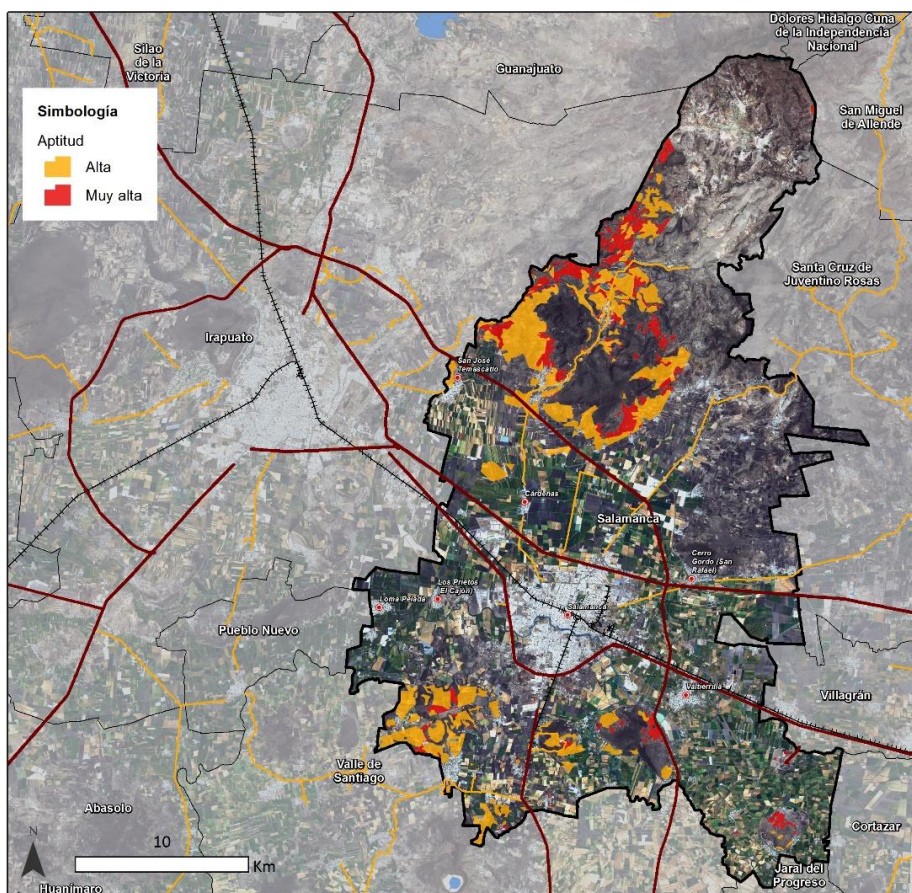 Dolores Hidalgo Cuna
de la Independencia
Nacional
Silao
de la
Victoria
Guanajuato
San Miguel
de Allende
Simbología
Aptitud
Alta
Muy alta
Santa Cruz de
Juventino Rosas
Irapuato
San José
Temascatío
Cárdenas
Salamanca
Cerro
Gordo (San
Rafael)
Los Prietos
El Cajón)
Loma Pelada
Salamanca
Pueblo Nuevo
Valtierrilla
Villagrán
Valle de
Santiago
Abasolo
Cortazar
N
10
Km
Jaral del
Progreso
Huanímaro